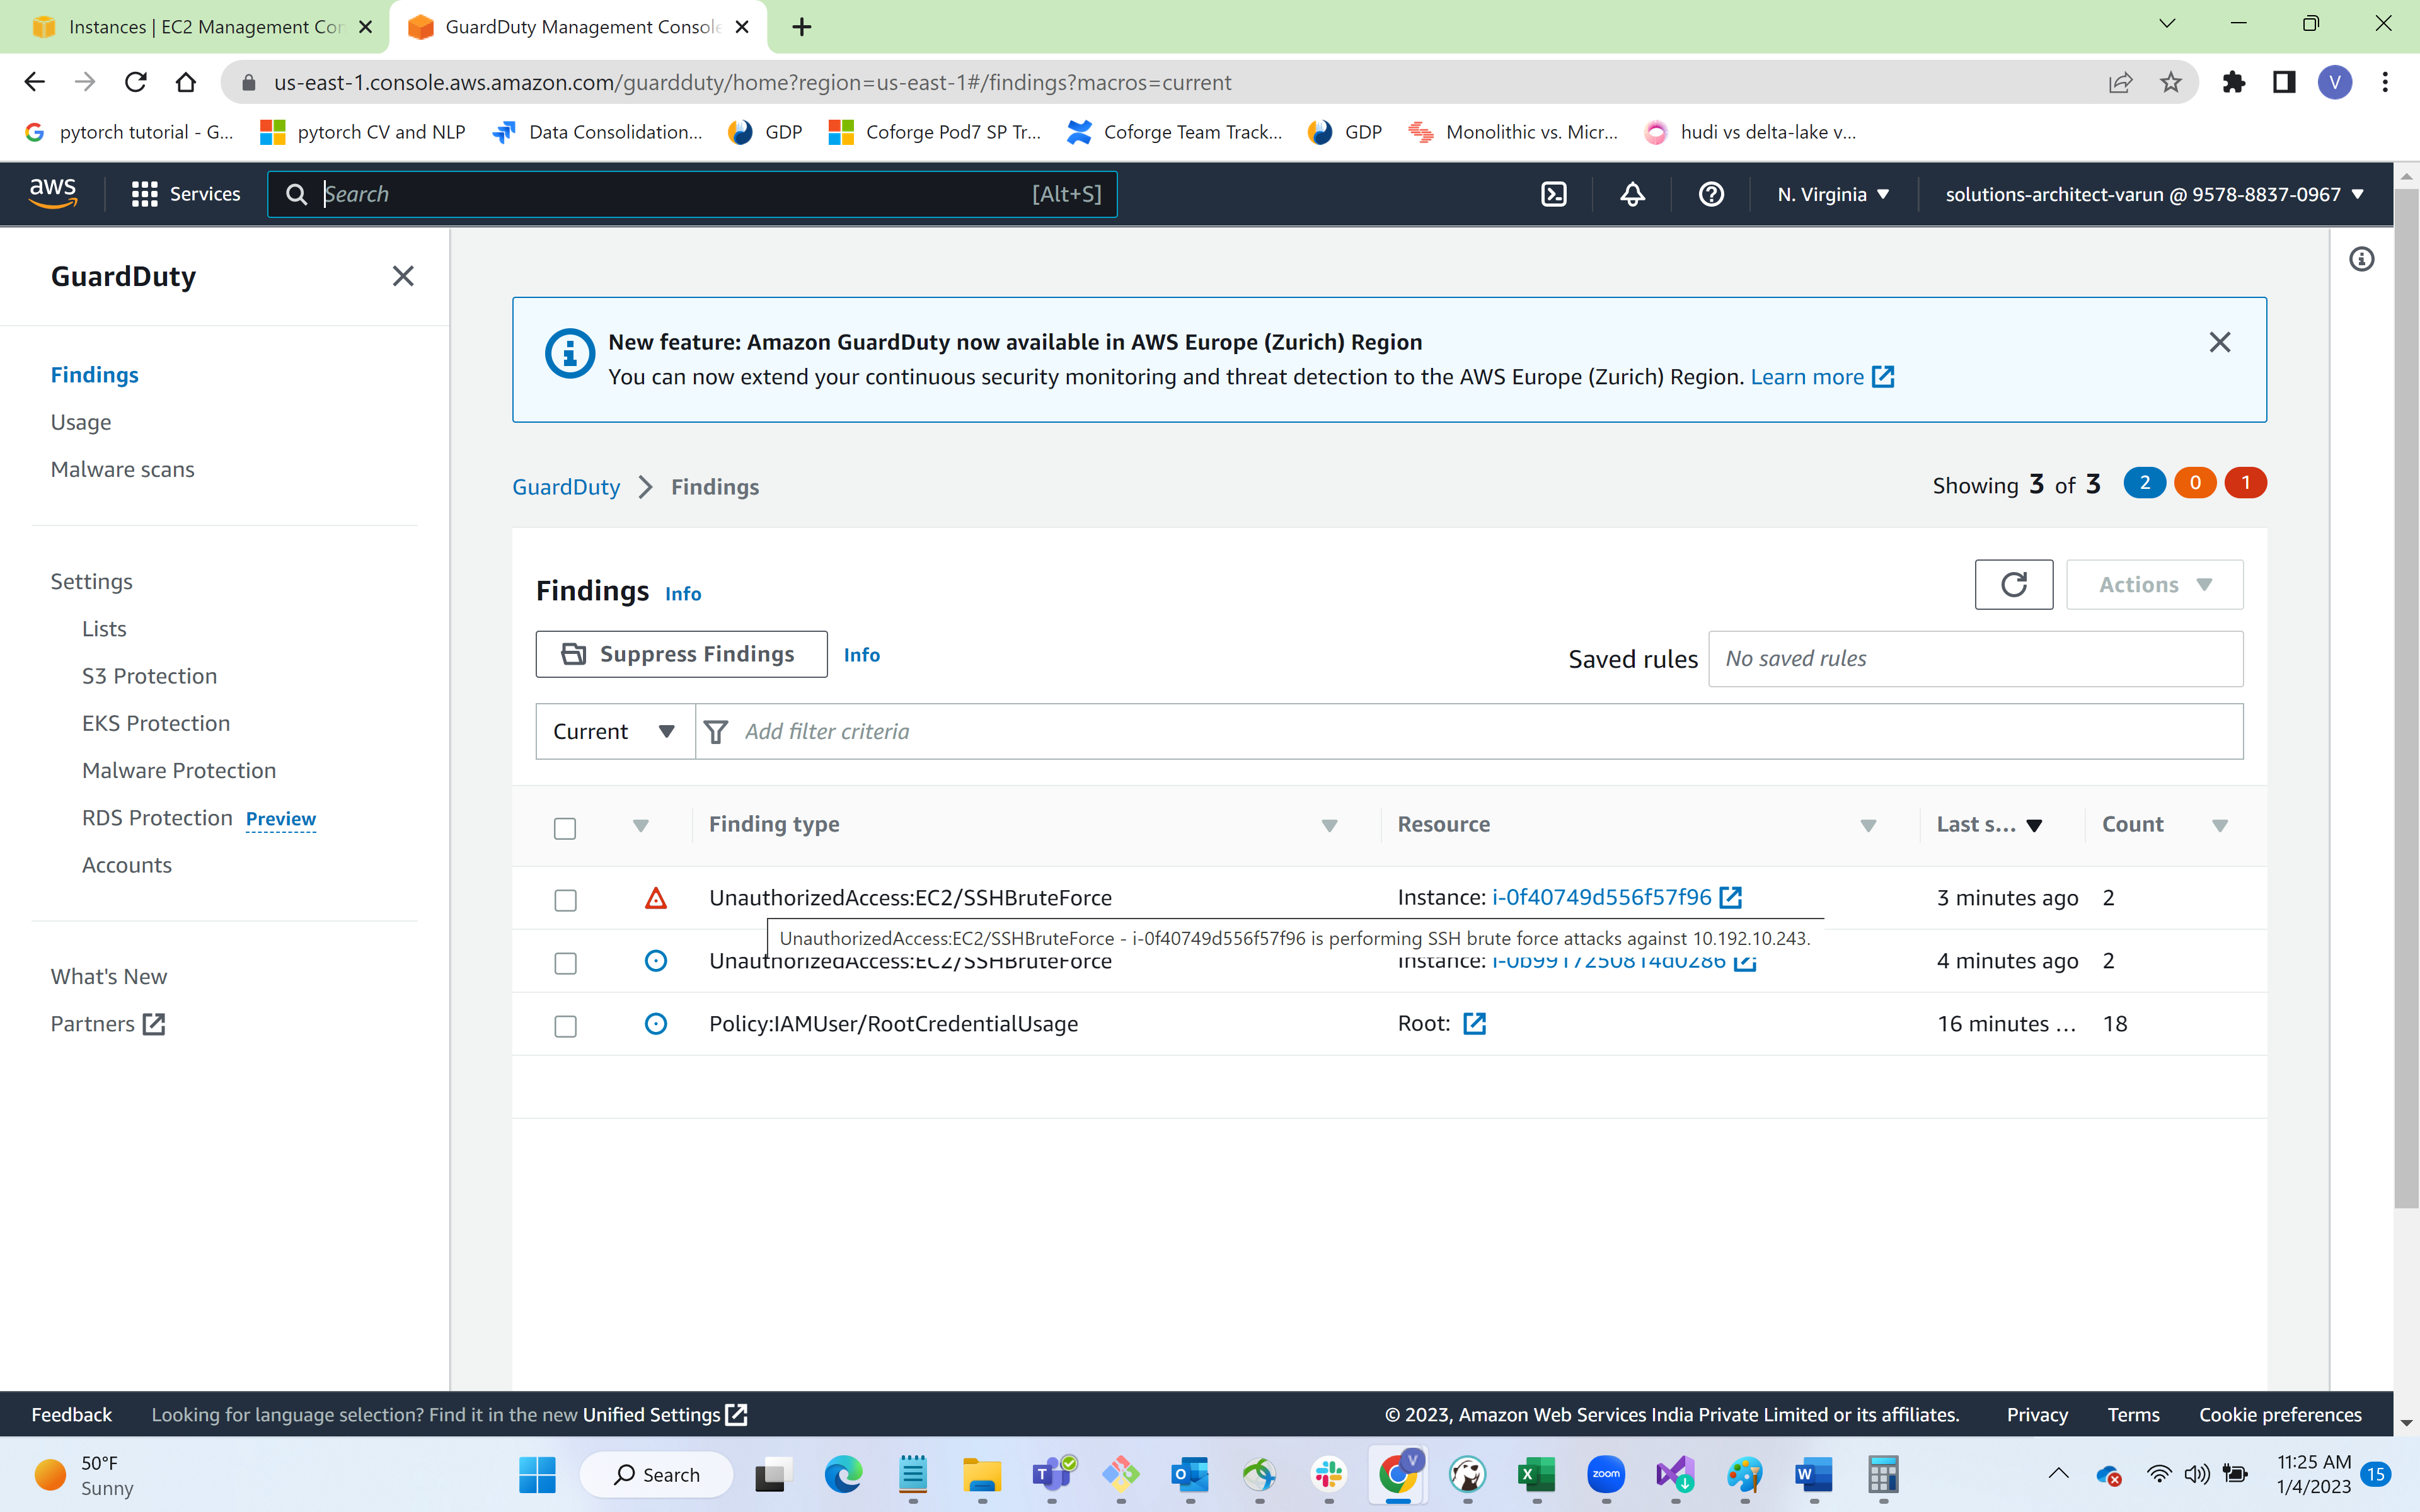 Instances | EC2 Management Con
GuardDuty Management Console
us-east-1.console.aws.amazon.com/guardduty/home?region=us-east-1#/findings?macros=current
V
pytorch tutorial - G...
pytorch CV and NLP
Data Consolidation...
GDP
Coforge Pod7 SP Tr...
Coforge Team Track...
GDP
Monolithic vs. Micr...
hudi vs delta-lake v...
aws
Services
Search
[Alt+S]
N. Virginia
solutions-architect-varun @ 9578-8837-0967
GuardDuty
Findings
Usage
Malware scans
Settings
Lists
S3 Protection
EKS Protection
Malware Protection
RDS Protection Preview
Accounts
What's New
Partners
New feature: Amazon GuardDuty now available in AWS Europe (Zurich) Region
You can now extend your continuous security monitoring and threat detection to the AWS Europe (Zurich) Region. Learn more
GuardDuty
Findings
Showing 3 of 3
2
0
1
Findings Info
Actions
Suppress Findings
Info
Saved rules
No saved rules
Current
Add filter criteria
Finding type
Resource
Last s...
Count
UnauthorizedAccess:EC2/SSHBruteForce
Instance: i-0f40749d556f57f96
3 minutes ago
2
UnauthorizedAccess:EC2/SSHBruteForce - i-0f40749d556f57f96 is performing SSH brute force attacks against 10.192.10.243.
UnauthorizedAccess:EC2/SSHBruteForce
Instance:
4 minutes ago
2
Policy:IAMUser/RootCredentialUsage
Root:
16 minutes ...
18
Feedback
Looking for language selection? Find it in the new Unified Settings
© 2023, Amazon Web Services India Private Limited or its affiliates.
Privacy
Terms
Cookie preferences
50°F
Sunny
Search
zoom
V
11:25 AM
1/4/2023
15